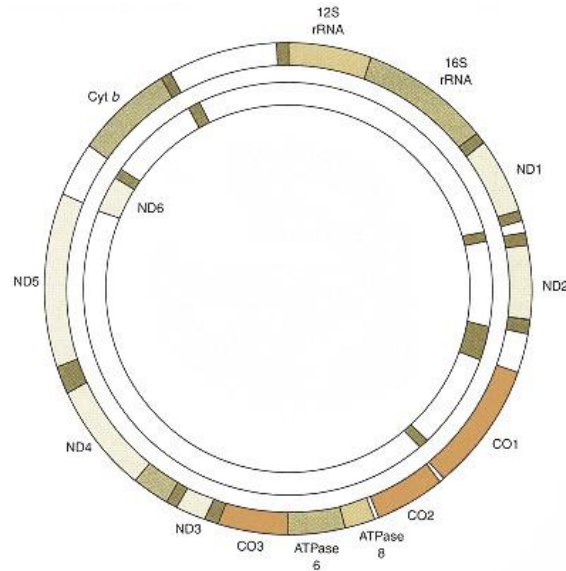 12S
rRNA
16S
rRNA
ND1
ND2
CO1
CO2
ATPase
8
ATPase
6
CO3
ND3
ND4
ND5
ND6
Cyt b